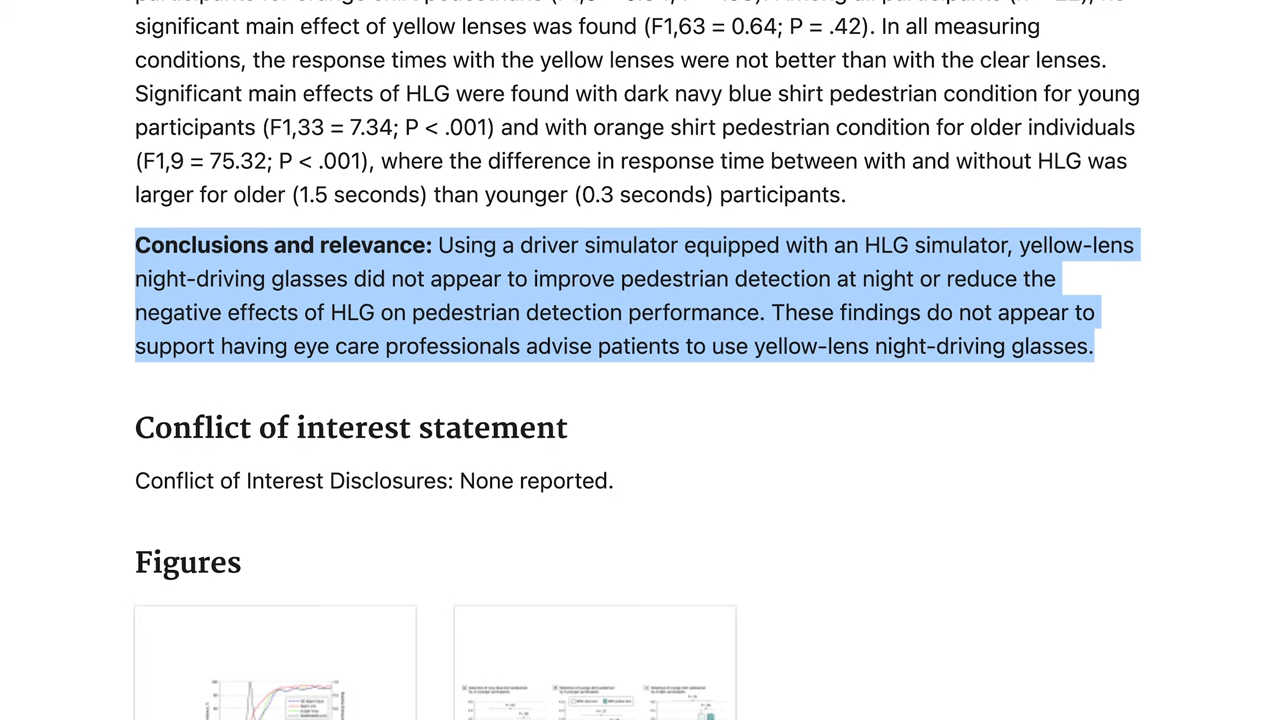 significant main effect of yellow lenses was found (F1,63 = 0.64; P = .42). In all measuring
conditions, the response times with the yellow lenses were not better than with the clear lenses.
Significant main effects of HLG were found with dark navy blue shirt pedestrian condition for young
participants (F1,33 = 7.34; P < .001) and with orange shirt pedestrian condition for older individuals
(F1,9 = 75.32; P < .001), where the difference in response time between with and without HLG was
larger for older (1.5 seconds) than younger (0.3 seconds) participants.
Conclusions and relevance: Using a driver simulator equipped with an HLG simulator, yellow-lens
night-driving glasses did not appear to improve pedestrian detection at night or reduce the
negative effects of HLG on pedestrian detection performance. These findings do not appear to
support having eye care professionals advise patients to use yellow-lens night-driving glasses.
Conflict of interest statement
Conflict of Interest Disclosures: None reported.
Figures